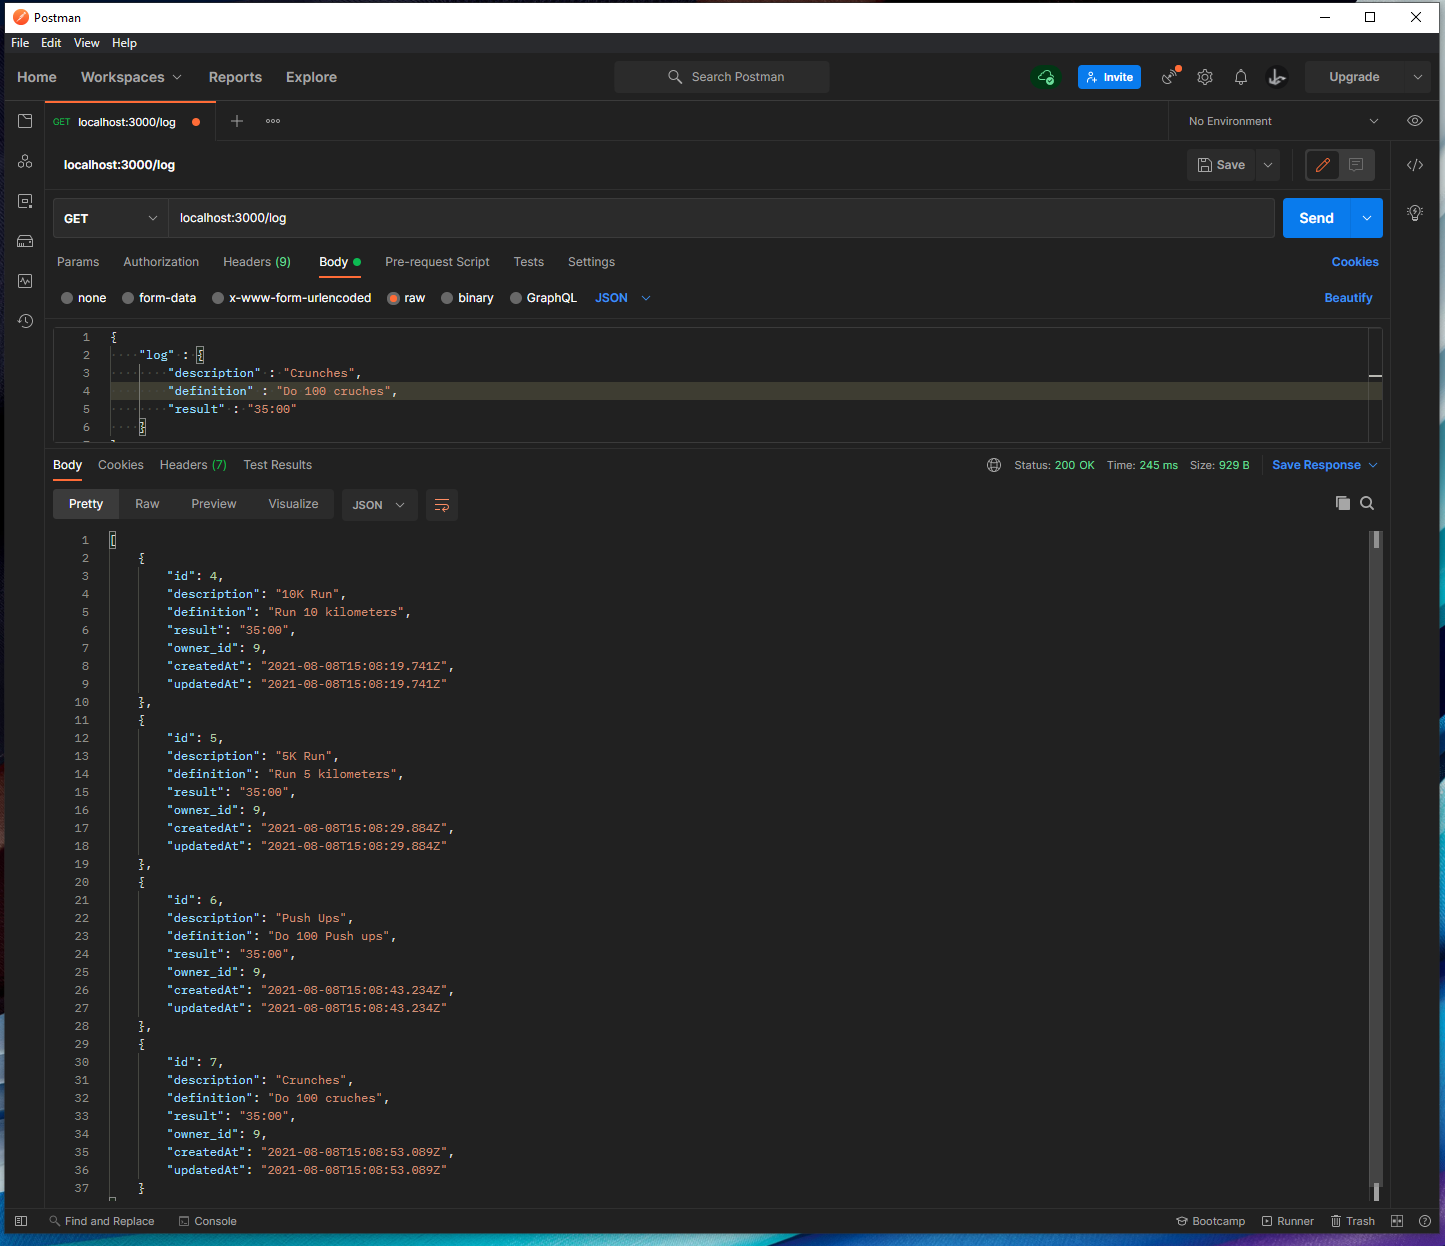 Postman
File Edit View Help
Home Workspaces Reports Explore Search Postman Invite Upgrade
GET localhost:3000/log No Environment
localhost:3000/log Save
GET localhost:3000/log Send
Params Authorization Headers (9) Body Pre-request Script Tests Settings Cookies
none form-data x-www-form-urlencoded raw binary GraphQL JSON Beautify
1 {
2 "log" : {
3 "description" : "Crunches",
4 "definition" : "Do 100 cruches",
5 "result" : "35:00"
6 }
Body Cookies Headers (7) Test Results Status: 200 OK Time: 245 ms Size: 929 B Save Response
Pretty Raw Preview Visualize JSON
1 [
2 {
3 "id": 4,
4 "description": "10K Run",
5 "definition": "Run 10 kilometers",
6 "result": "35:00",
7 "owner_id": 9,
8 "createdAt": "2021-08-08T15:08:19.741Z",
9 "updatedAt": "2021-08-08T15:08:19.741Z"
10 },
11 {
12 "id": 5,
13 "description": "5K Run",
14 "definition": "Run 5 kilometers",
15 "result": "35:00",
16 "owner_id": 9,
17 "createdAt": "2021-08-08T15:08:29.884Z",
18 "updatedAt": "2021-08-08T15:08:29.884Z"
19 },
20 {
21 "id": 6,
22 "description": "Push Ups",
23 "definition": "Do 100 Push ups",
24 "result": "35:00",
25 "owner_id": 9,
26 "createdAt": "2021-08-08T15:08:43.234Z",
27 "updatedAt": "2021-08-08T15:08:43.234Z"
28 },
29 {
30 "id": 7,
31 "description": "Crunches",
32 "definition": "Do 100 cruches",
33 "result": "35:00",
34 "owner_id": 9,
35 "createdAt": "2021-08-08T15:08:53.089Z",
36 "updatedAt": "2021-08-08T15:08:53.089Z"
37 }
Find and Replace Console Bootcamp Runner Trash